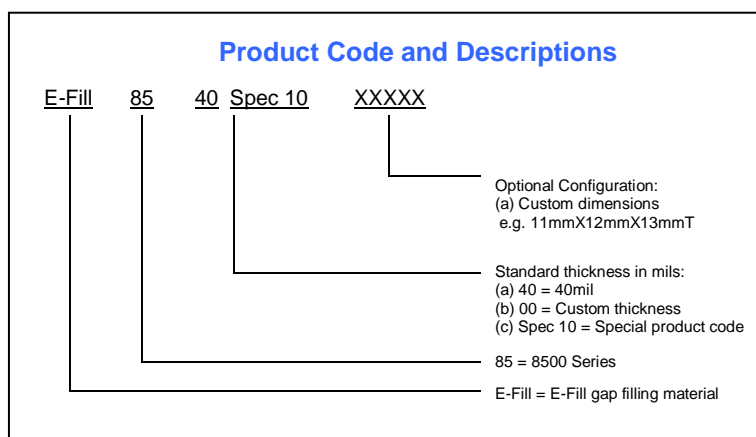 Product Code and Descriptions
E-Fill 85 40 Spec 10 XXXXX
Optional Configuration:
(a) Custom dimensions
e.g. 11mmX12mmX13mmT
Standard thickness in mils:
(a) 40 = 40mil
(b) 00 = Custom thickness
(c) Spec 10 = Special product code
85 = 8500 Series
E-Fill = E-Fill gap filling material